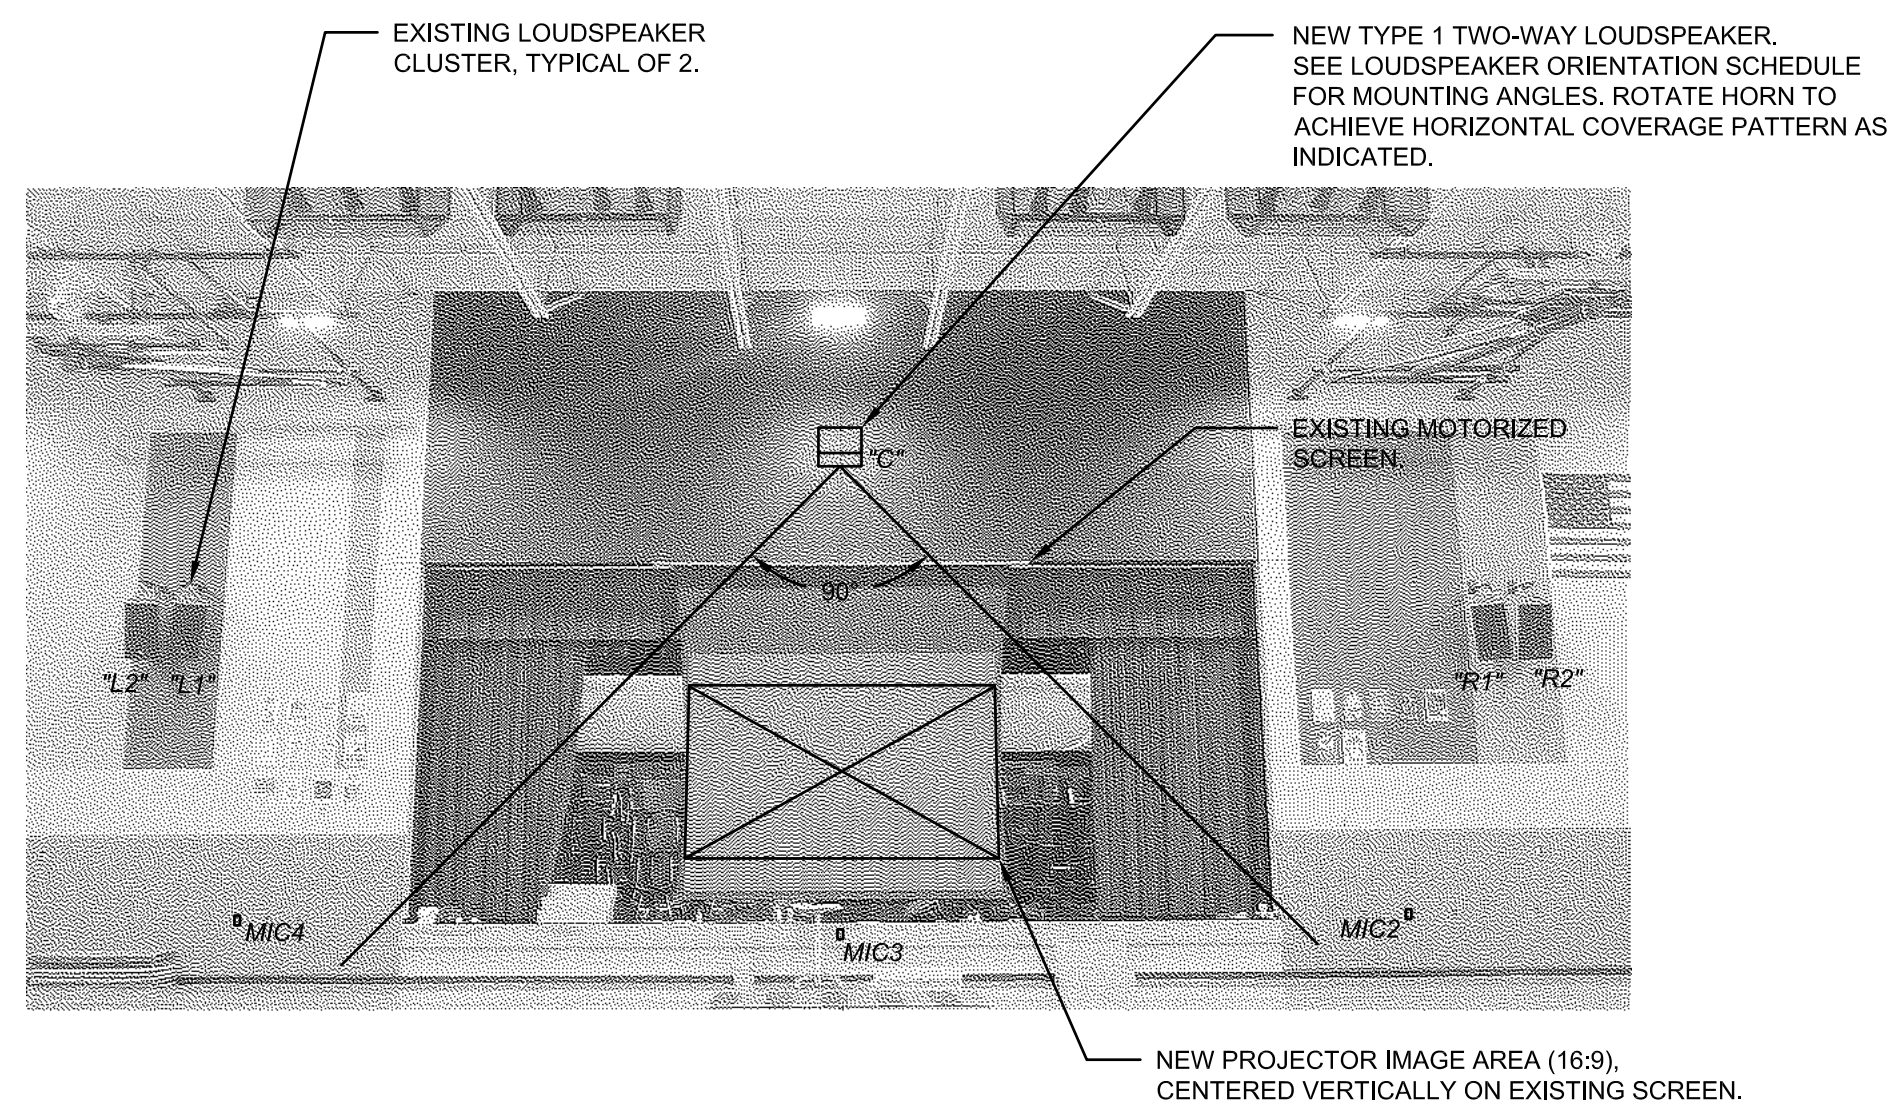 EXISTING LOUDSPEAKER
CLUSTER, TYPICAL OF 2.
NEW TYPE 1 TWO-WAY LOUDSPEAKER.
SEE LOUDSPEAKER ORIENTATION SCHEDULE
FOR MOUNTING ANGLES. ROTATE HORN TO
ACHIEVE HORIZONTAL COVERAGE PATTERN AS
INDICATED.
EXISTING MOTORIZED
SCREEN.
"C"
90°
"L2" "L1"
"R1" "R2"
MIC4
MIC3
MIC2
NEW PROJECTOR IMAGE AREA (16:9),
CENTERED VERTICALLY ON EXISTING SCREEN.